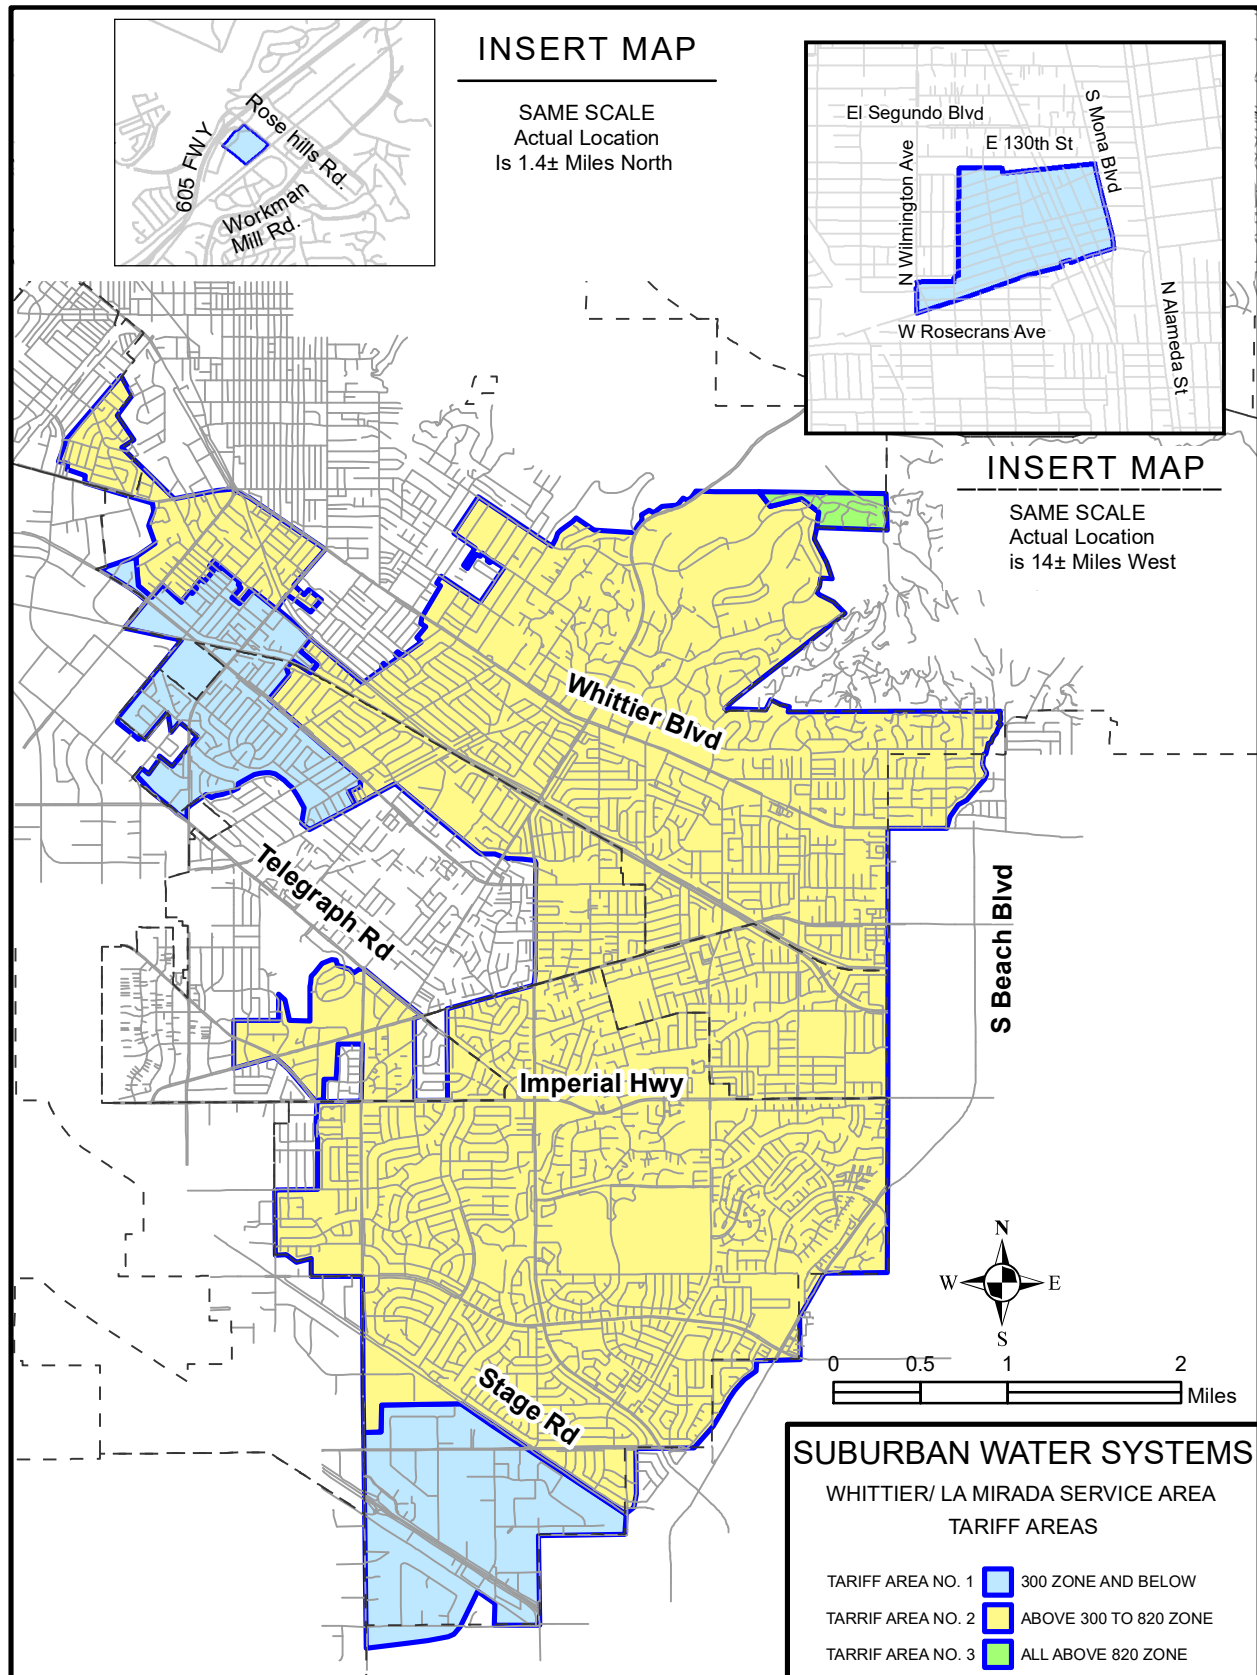 INSERT MAP
SAME SCALE
Actual Location
Is 1.4± Miles North
605 FWY
Rose hills Rd.
Workman
Mill Rd.
El Segundo Blvd
S Mona Blvd
E 130th St
N Wilmington Ave
W Rosecrans Ave
N Alameda St
INSERT MAP
SAME SCALE
Actual Location
is 14± Miles West
Whittier Blvd
Telegraph Rd
S Beach Blvd
Imperial Hwy
Stage Rd
N
W
E
S
0 0.5 1 2
Miles
SUBURBAN WATER SYSTEMS
WHITTIER/ LA MIRADA SERVICE AREA
TARIFF AREAS
TARIFF AREA NO. 1 300 ZONE AND BELOW
TARRIF AREA NO. 2 ABOVE 300 TO 820 ZONE
TARRIF AREA NO. 3 ALL ABOVE 820 ZONE